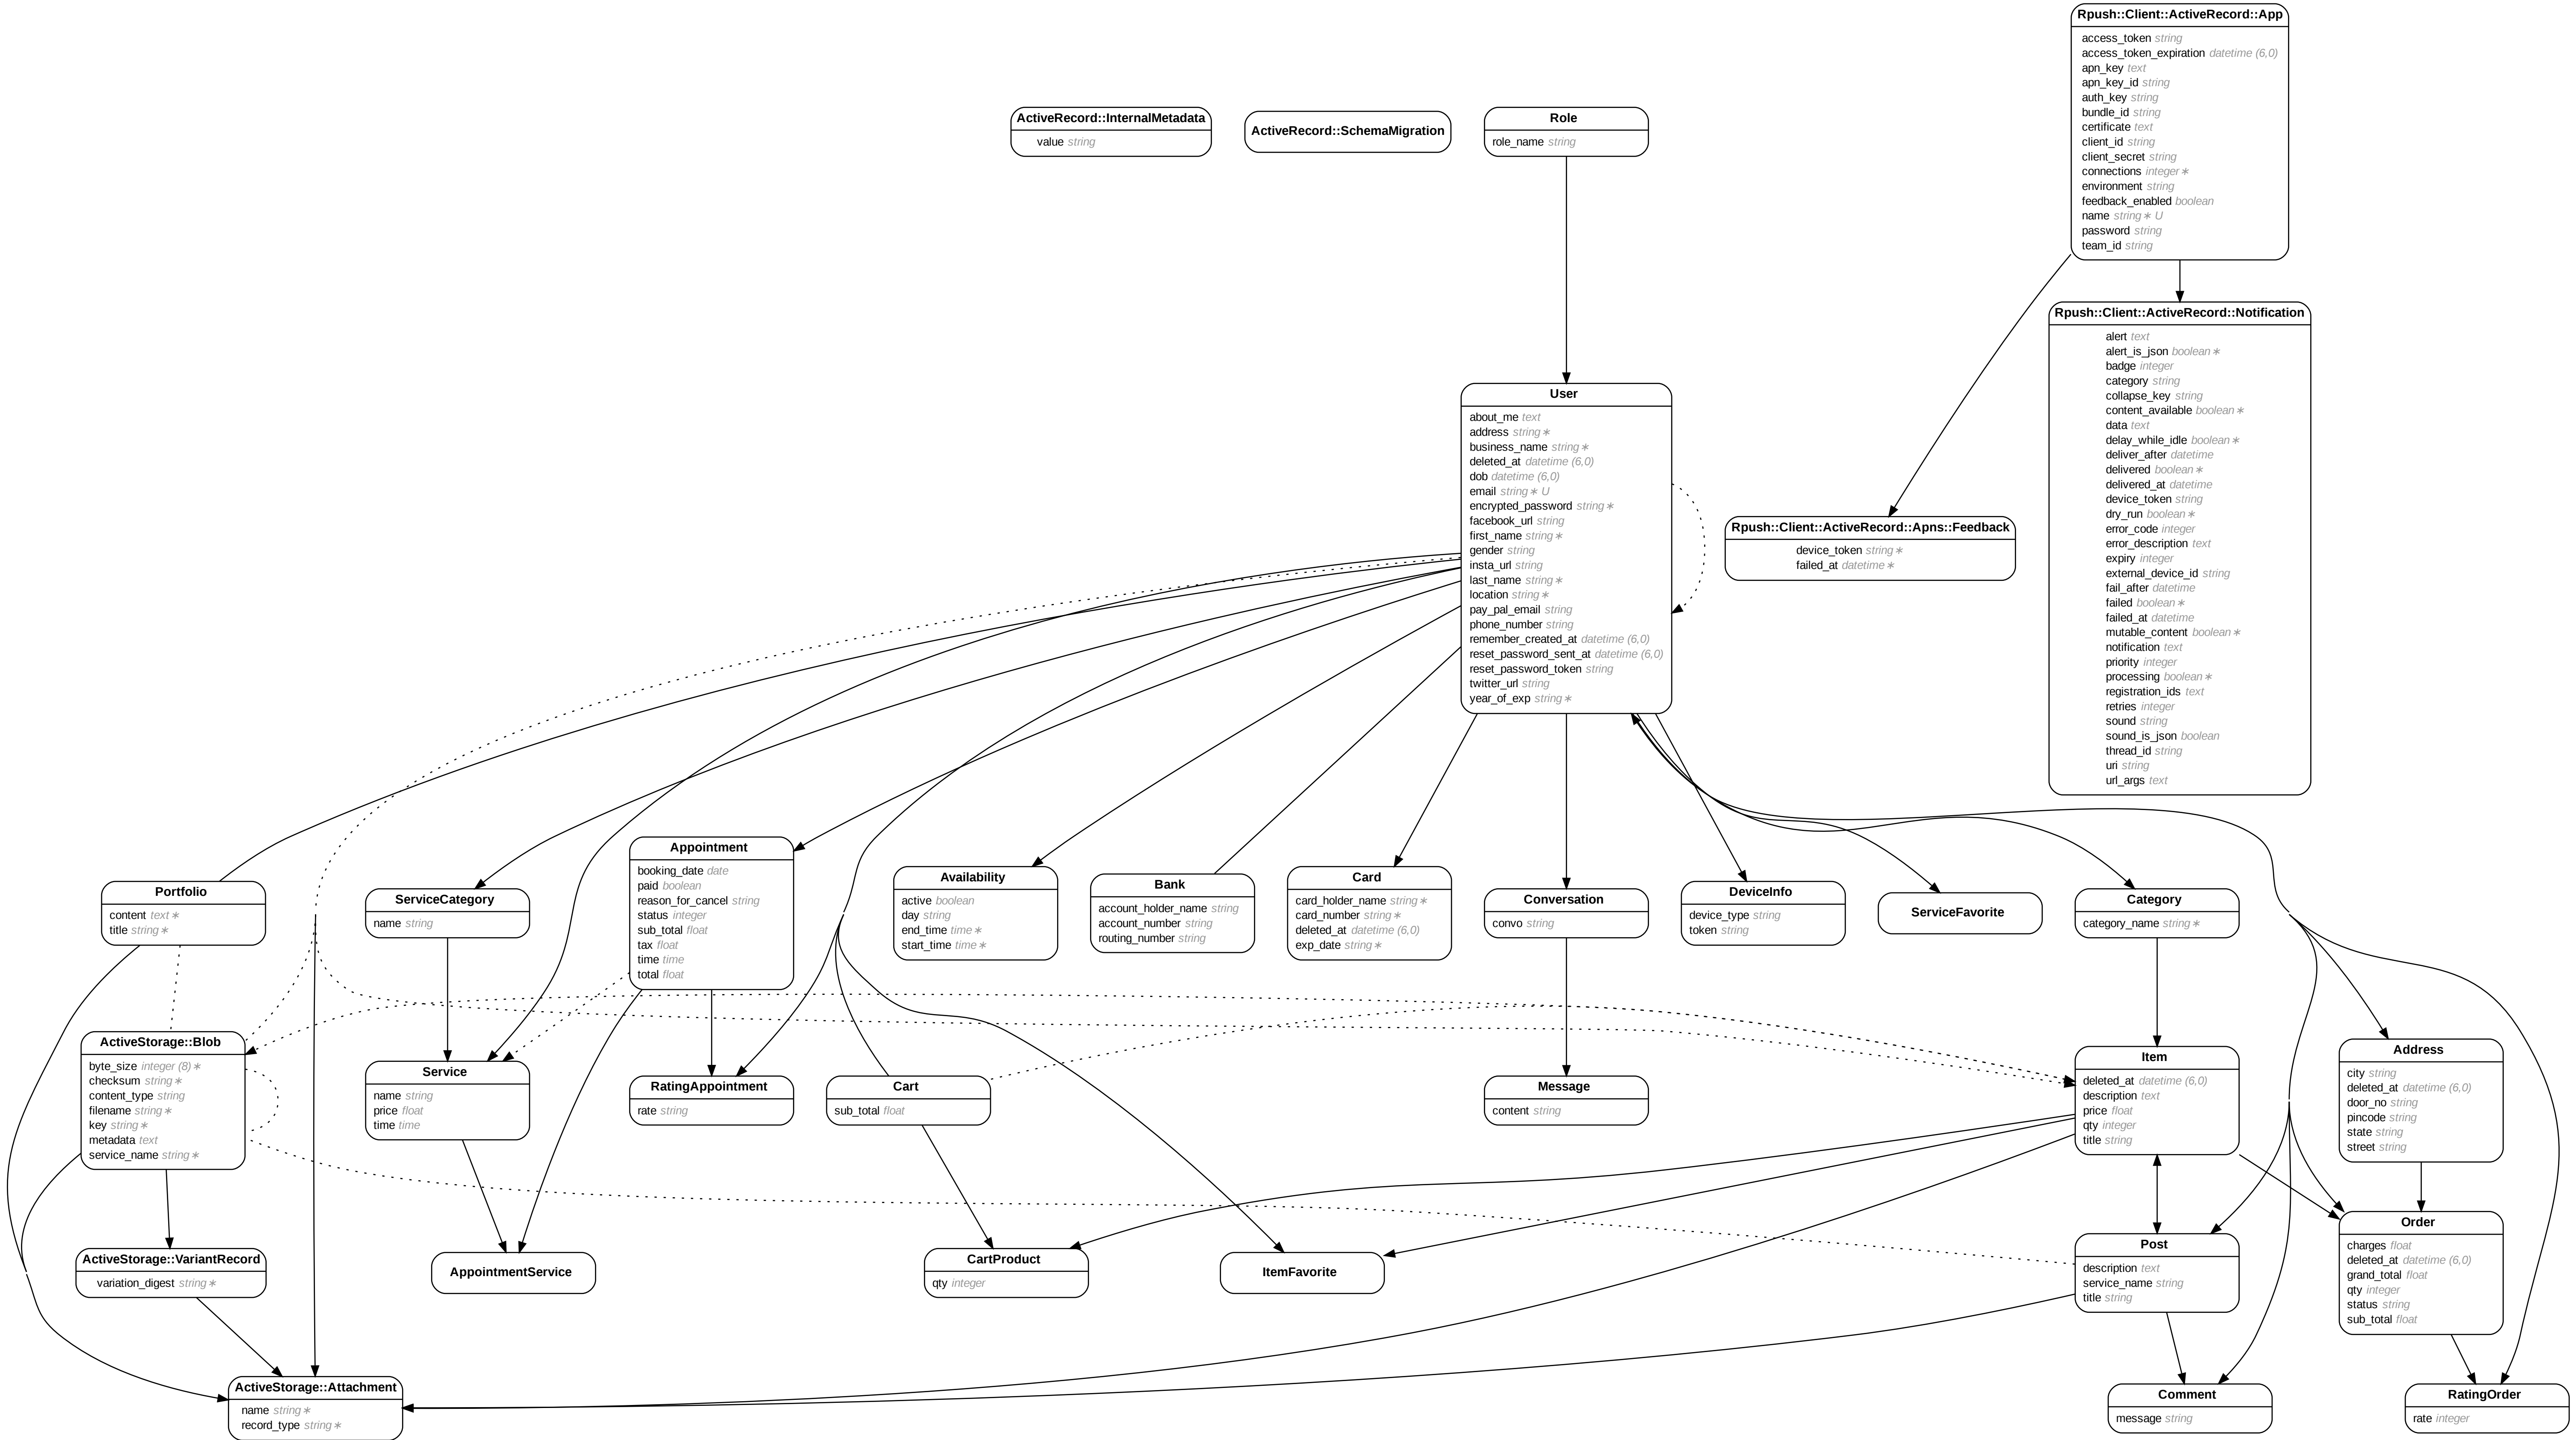 Rpush::Client::ActiveRecord::App
access_token string
access_token_expiration datetime (6,0)
apn_key text
apn_key_id string
auth_key string
bundle_id string
certificate text
client_id string
client_secret string
connections integer∗
environment string
feedback_enabled boolean
name string∗ U
password string
team_id string
ActiveRecord::InternalMetadata
value string
ActiveRecord::SchemaMigration
Role
role_name string
Rpush::Client::ActiveRecord::Notification
alert text
alert_is_json boolean∗
badge integer
category string
collapse_key string
content_available boolean∗
data text
delay_while_idle boolean∗
deliver_after datetime
delivered boolean∗
delivered_at datetime
device_token string
dry_run boolean∗
error_code integer
error_description text
expiry integer
external_device_id string
fail_after datetime
failed boolean∗
failed_at datetime
mutable_content boolean∗
notification text
priority integer
processing boolean∗
registration_ids text
retries integer
sound string
sound_is_json boolean
thread_id string
uri string
url_args text
User
about_me text
address string∗
business_name string∗
deleted_at datetime (6,0)
dob datetime (6,0)
email string∗ U
encrypted_password string∗
facebook_url string
first_name string∗
gender string
insta_url string
last_name string∗
location string∗
pay_pal_email string
phone_number string
remember_created_at datetime (6,0)
reset_password_sent_at datetime (6,0)
reset_password_token string
twitter_url string
year_of_exp string∗
Rpush::Client::ActiveRecord::Apns::Feedback
device_token string∗
failed_at datetime∗
Portfolio
content text∗
title string∗
ServiceCategory
name string
Appointment
booking_date date
paid boolean
reason_for_cancel string
status integer
sub_total float
tax float
time time
total float
Availability
active boolean
day string
end_time time∗
start_time time∗
Bank
account_holder_name string
account_number string
routing_number string
Card
card_holder_name string∗
card_number string∗
deleted_at datetime (6,0)
exp_date string∗
Conversation
convo string
DeviceInfo
device_type string
token string
ServiceFavorite
Category
category_name string∗
ActiveStorage::Blob
byte_size integer (8)∗
checksum string∗
content_type string
filename string∗
key string∗
metadata text
service_name string∗
Service
name string
price float
time time
RatingAppointment
rate string
Cart
sub_total float
Message
content string
Item
deleted_at datetime (6,0)
description text
price float
qty integer
title string
Address
city string
deleted_at datetime (6,0)
door_no string
pincode string
state string
street string
ActiveStorage::VariantRecord
variation_digest string∗
AppointmentService
CartProduct
qty integer
ItemFavorite
Post
description text
service_name string
title string
Order
charges float
deleted_at datetime (6,0)
grand_total float
qty integer
status string
sub_total float
ActiveStorage::Attachment
name string∗
record_type string∗
Comment
message string
RatingOrder
rate integer